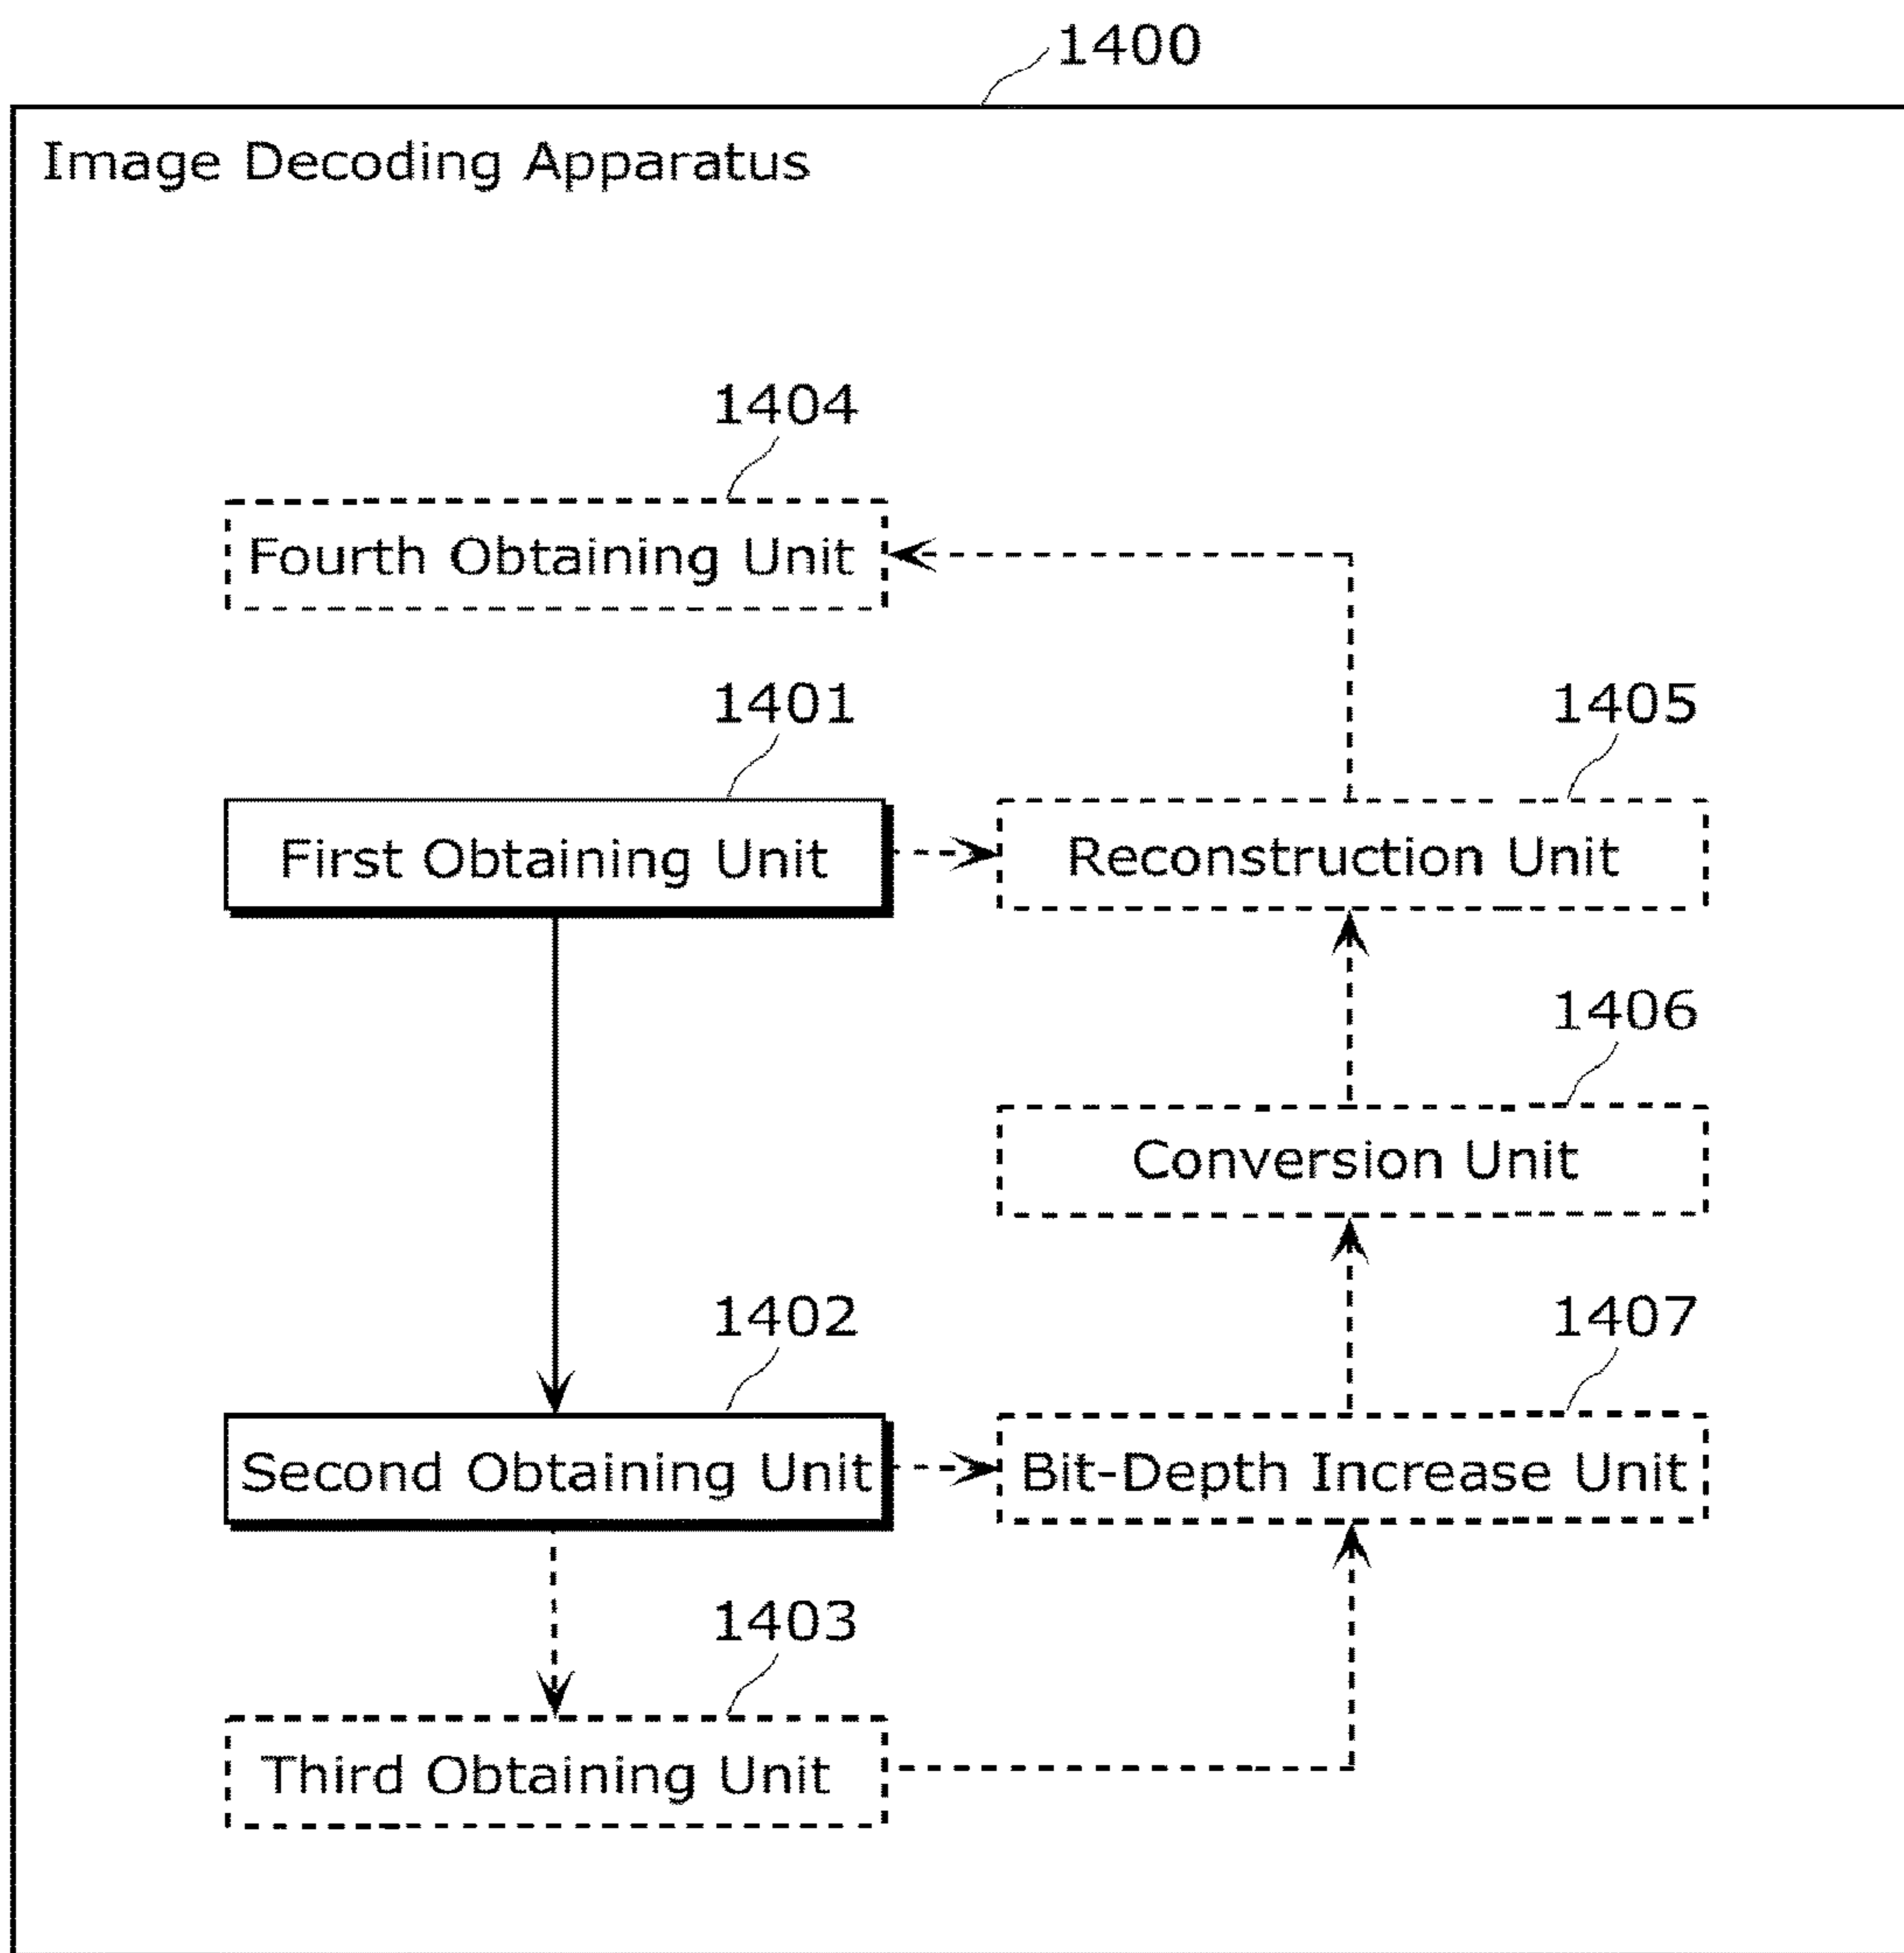 1400
Image Decoding Apparatus
1404
Fourth Obtaining Unit
1401
1405
First Obtaining Unit
Reconstruction Unit
1406
Conversion Unit
1402
1407
Second Obtaining Unit
Bit-Depth Increase Unit
1403
Third Obtaining Unit